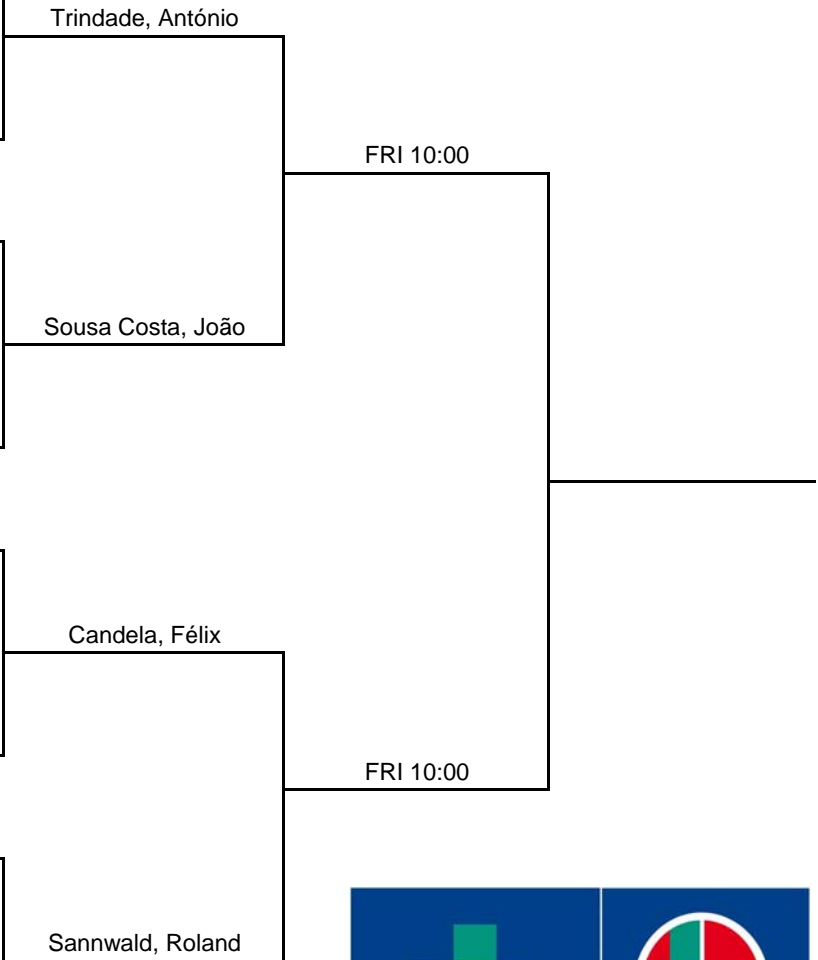 Trindade, António
FRI 10:00
Sousa Costa, João
Candela, Félix
FRI 10:00
Sannwald, Roland